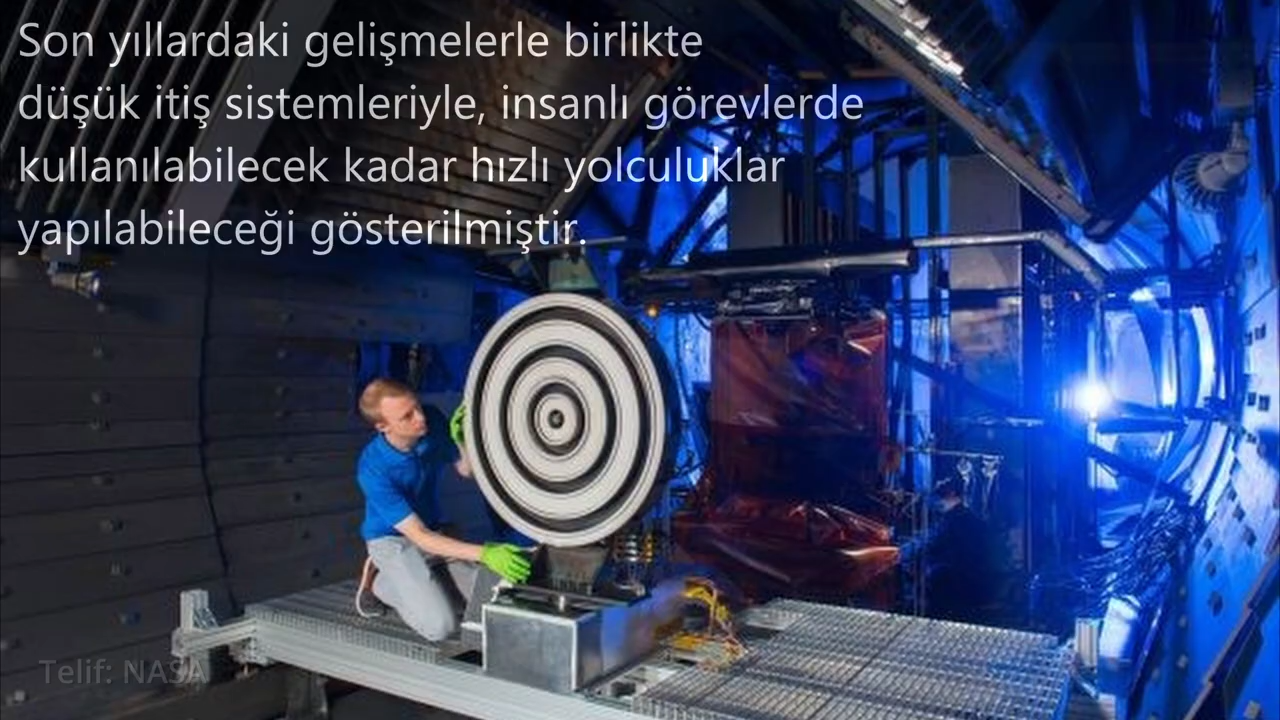 Son yıllardaki gelişmelerle birlikte
düşük itiş sistemleriyle, insanlı görevlerde
kullanılabilecek kadar hızlı yolculuklar
yapılabileceği gösterilmiştir.
Telif: NASA